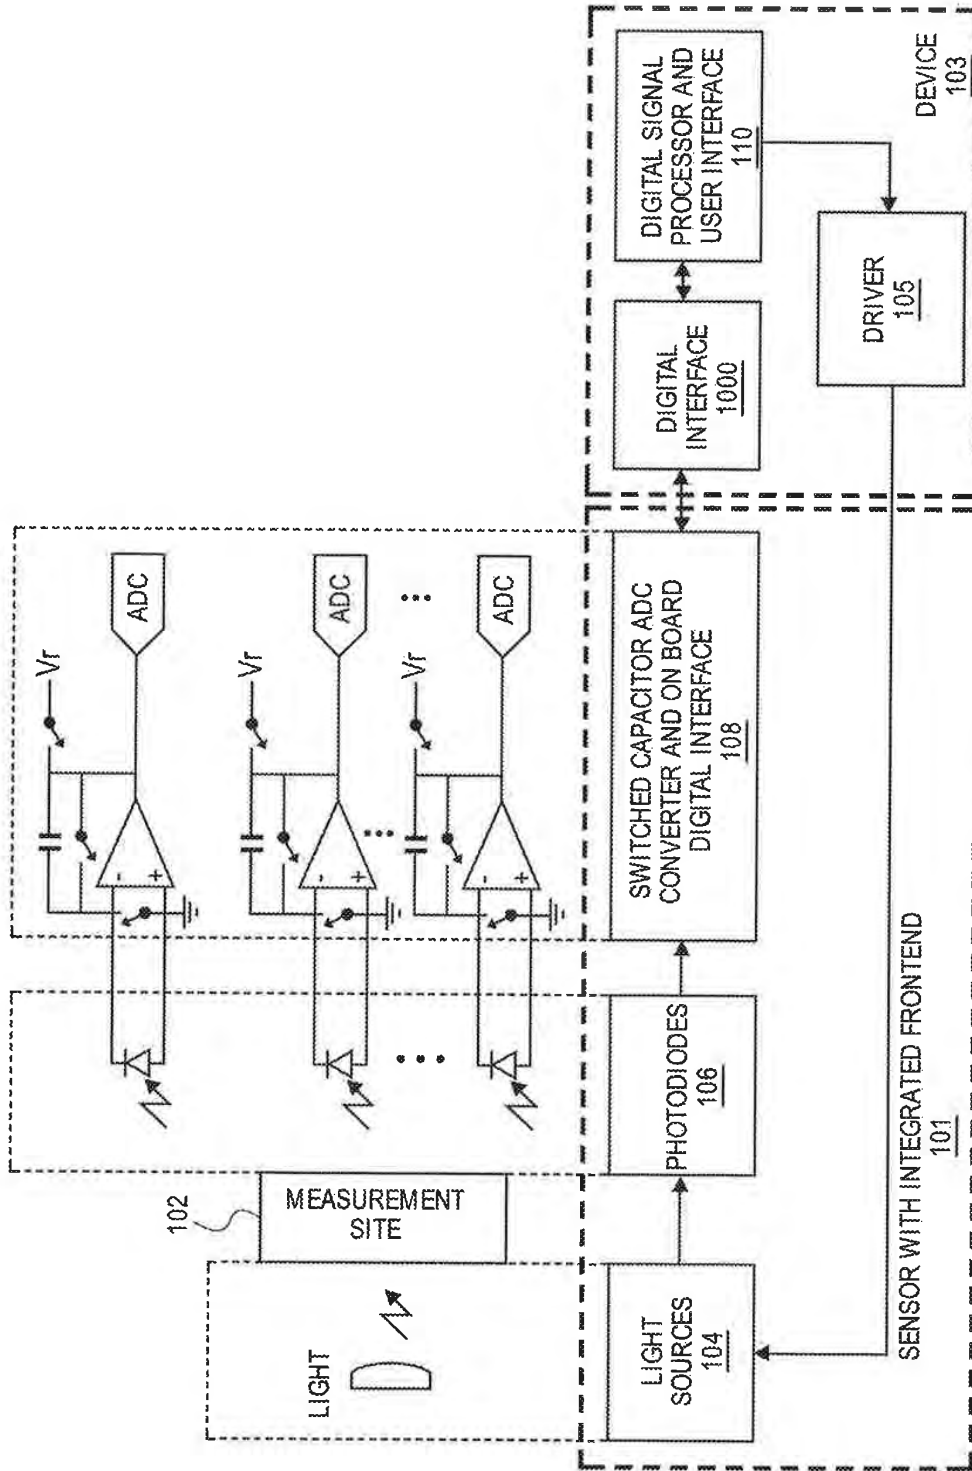 LIGHT
102
MEASUREMENT
SITE
Vr
ADC
-
+
Vr
ADC
-
+
Vr
ADC
-
+
LIGHT
SOURCES
104
PHOTODIODES
106
SWITCHED CAPACITOR ADC
CONVERTER AND ON BOARD
DIGITAL INTERFACE
108
DIGITAL
INTERFACE
1000
DIGITAL SIGNAL
PROCESSOR AND
USER INTERFACE
110
DRIVER
105
DEVICE
103
SENSOR WITH INTEGRATED FRONTEND
101